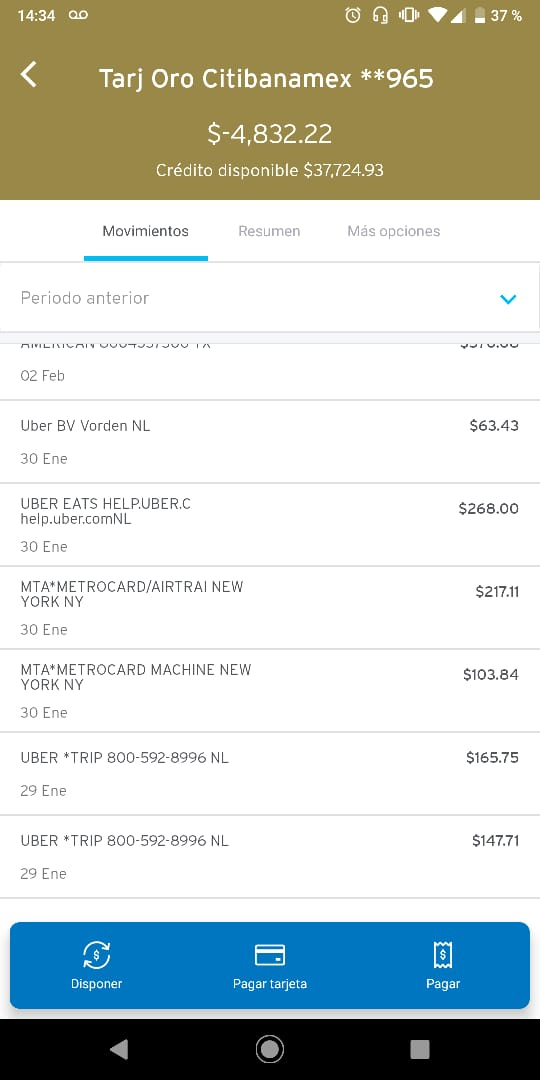 14:34
37 %
Tarj Oro Citibanamex **965
$-4,832.22
Crédito disponible $37,724.93
Movimientos Resumen Más opciones
Periodo anterior
AMERICAN
02 Feb
Uber BV Vorden NL $63.43
30 Ene
UBER EATS HELP.UBER.C
help.uber.comNL $268.00
30 Ene
MTA*METROCARD/AIRTRAI NEW
YORK NY $217.11
30 Ene
MTA*METROCARD MACHINE NEW
YORK NY $103.84
30 Ene
UBER *TRIP 800-592-8996 NL $165.75
29 Ene
UBER *TRIP 800-592-8996 NL $147.71
29 Ene
Disponer Pagar tarjeta Pagar